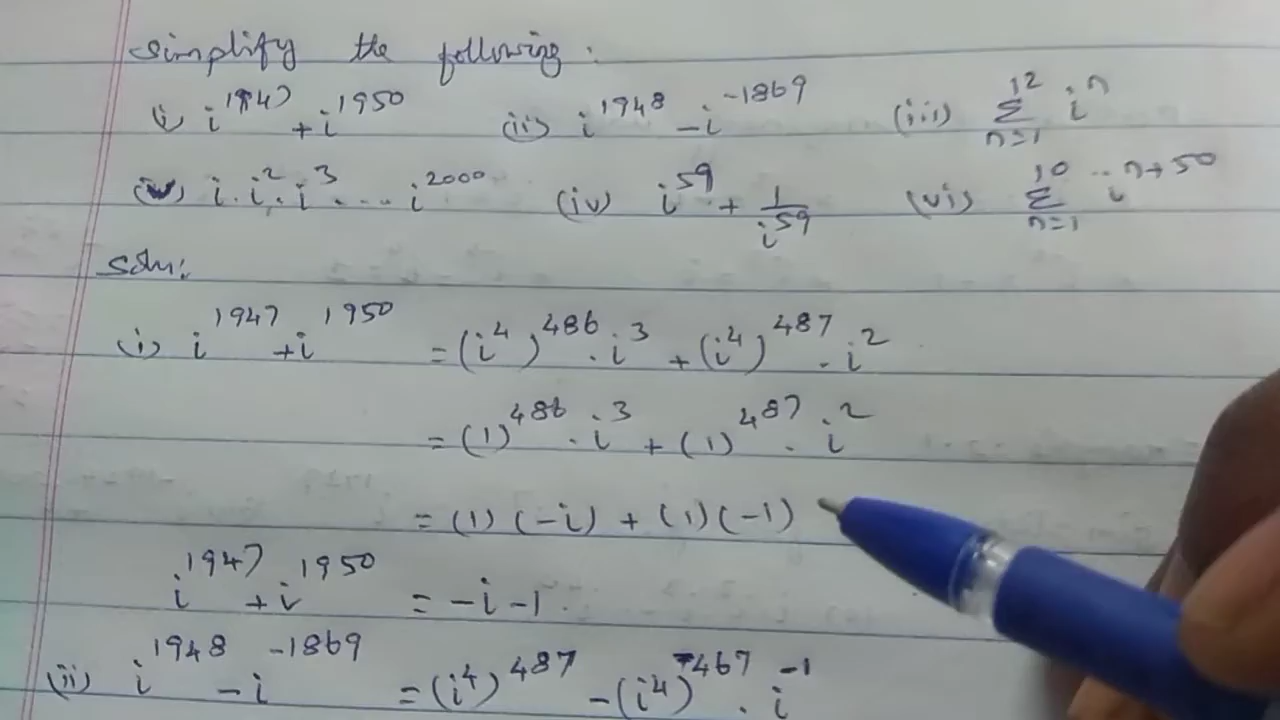 Simplify the following:
(i) i^1947 + i^1950 (ii) i^1948 - i^-1869 (iii) Σ_{n=1}^{12} i^n
(v) i.i^2.i^3....i^2000 (iv) i^59 + 1/i^59 (vi) Σ_{n=1}^{10} i^{n+50}
Soln:
(i) i^1947 + i^1950 = (i^4)^486 . i^3 + (i^4)^487 . i^2
= (1)^486 . i^3 + (1)^487 . i^2
= (1)(-i) + (1)(-1)
i^1947 + i^1950 = -i-1.
(ii) i^1948 - i^-1869 = (i^4)^487 - (i^4)^-467 . i^-1